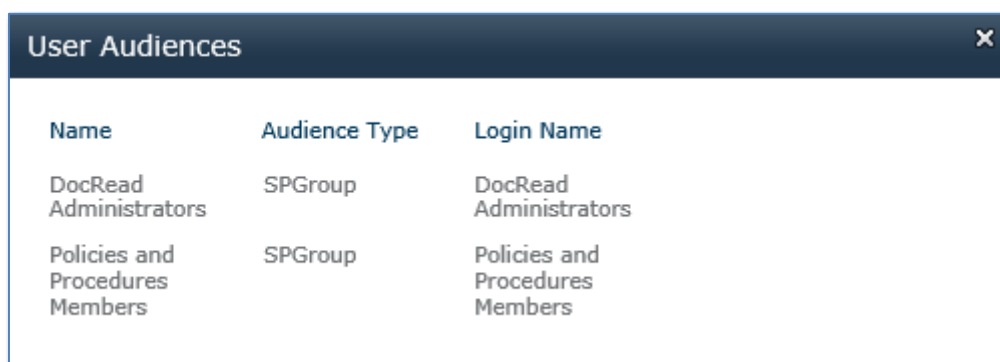 User Audiences
Name Audience Type Login Name
DocRead SPGroup DocRead
Administrators Administrators
Policies and SPGroup Policies and
Procedures Procedures
Members Members